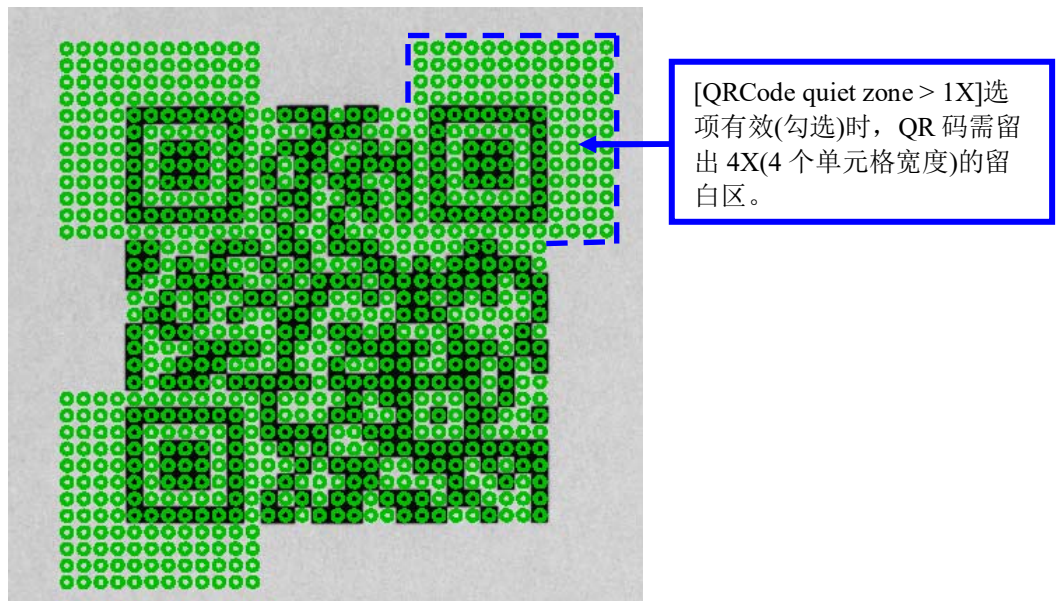 [QRCode quiet zone > 1X]选
项有效(勾选)时，QR 码需留
出 4X(4 个单元格宽度)的留
白区。